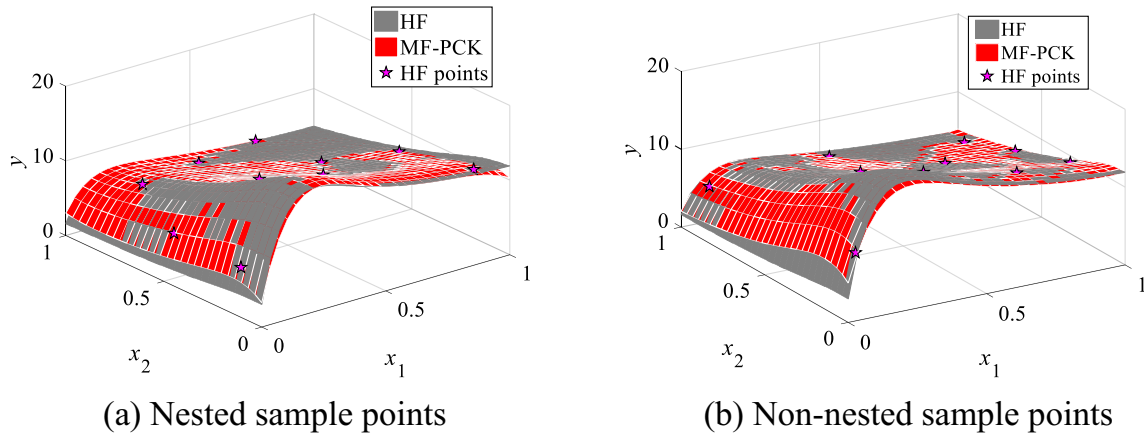 HF
MF-PCK
HF points
20
10
0
y
1
0.5
0
x2
0
0.5
1
x1
(a) Nested sample points
HF
MF-PCK
HF points
20
10
0
y
1
0.5
0
x2
0
0.5
1
x1
(b) Non-nested sample points